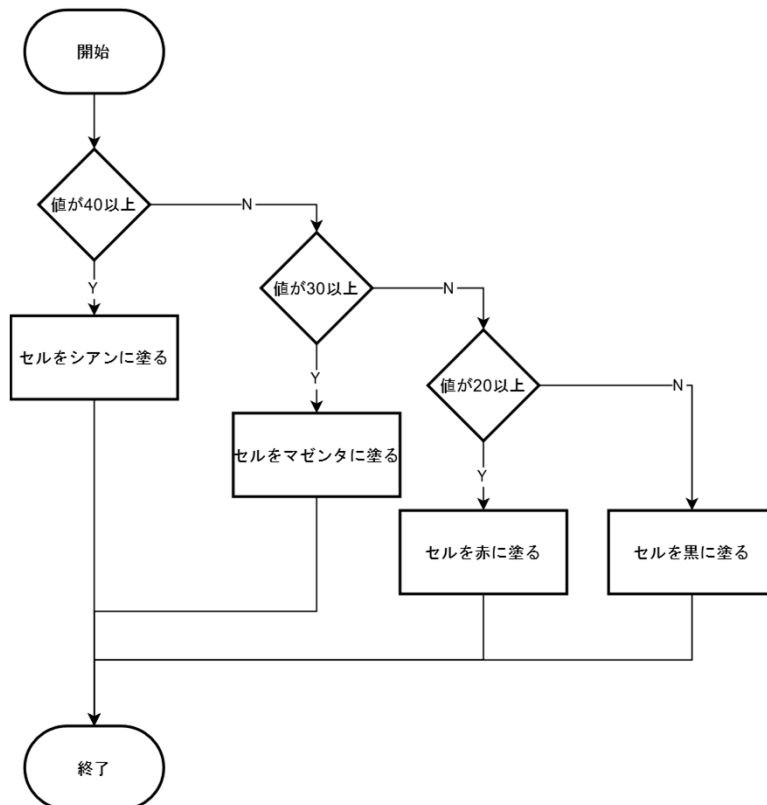 開始
値が40以上
N
Y
値が30以上
N
セルをシアンに塗る
Y
値が20以上
N
セルをマゼンタに塗る
Y
セルを赤に塗る
セルを黒に塗る
終了